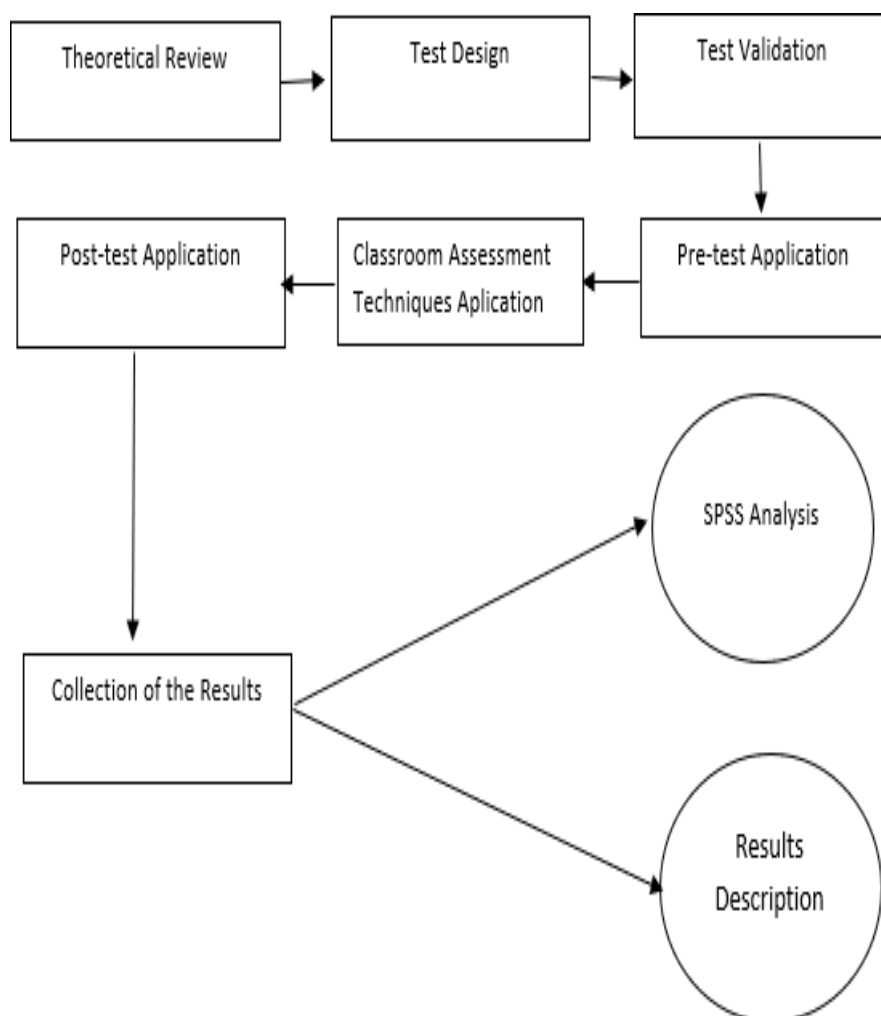 Theoretical Review
Test Design
Test Validation
Pre-test Application
Classroom Assessment
Techniques Aplication
Post-test Application
Collection of the Results
SPSS Analysis
Results
Description